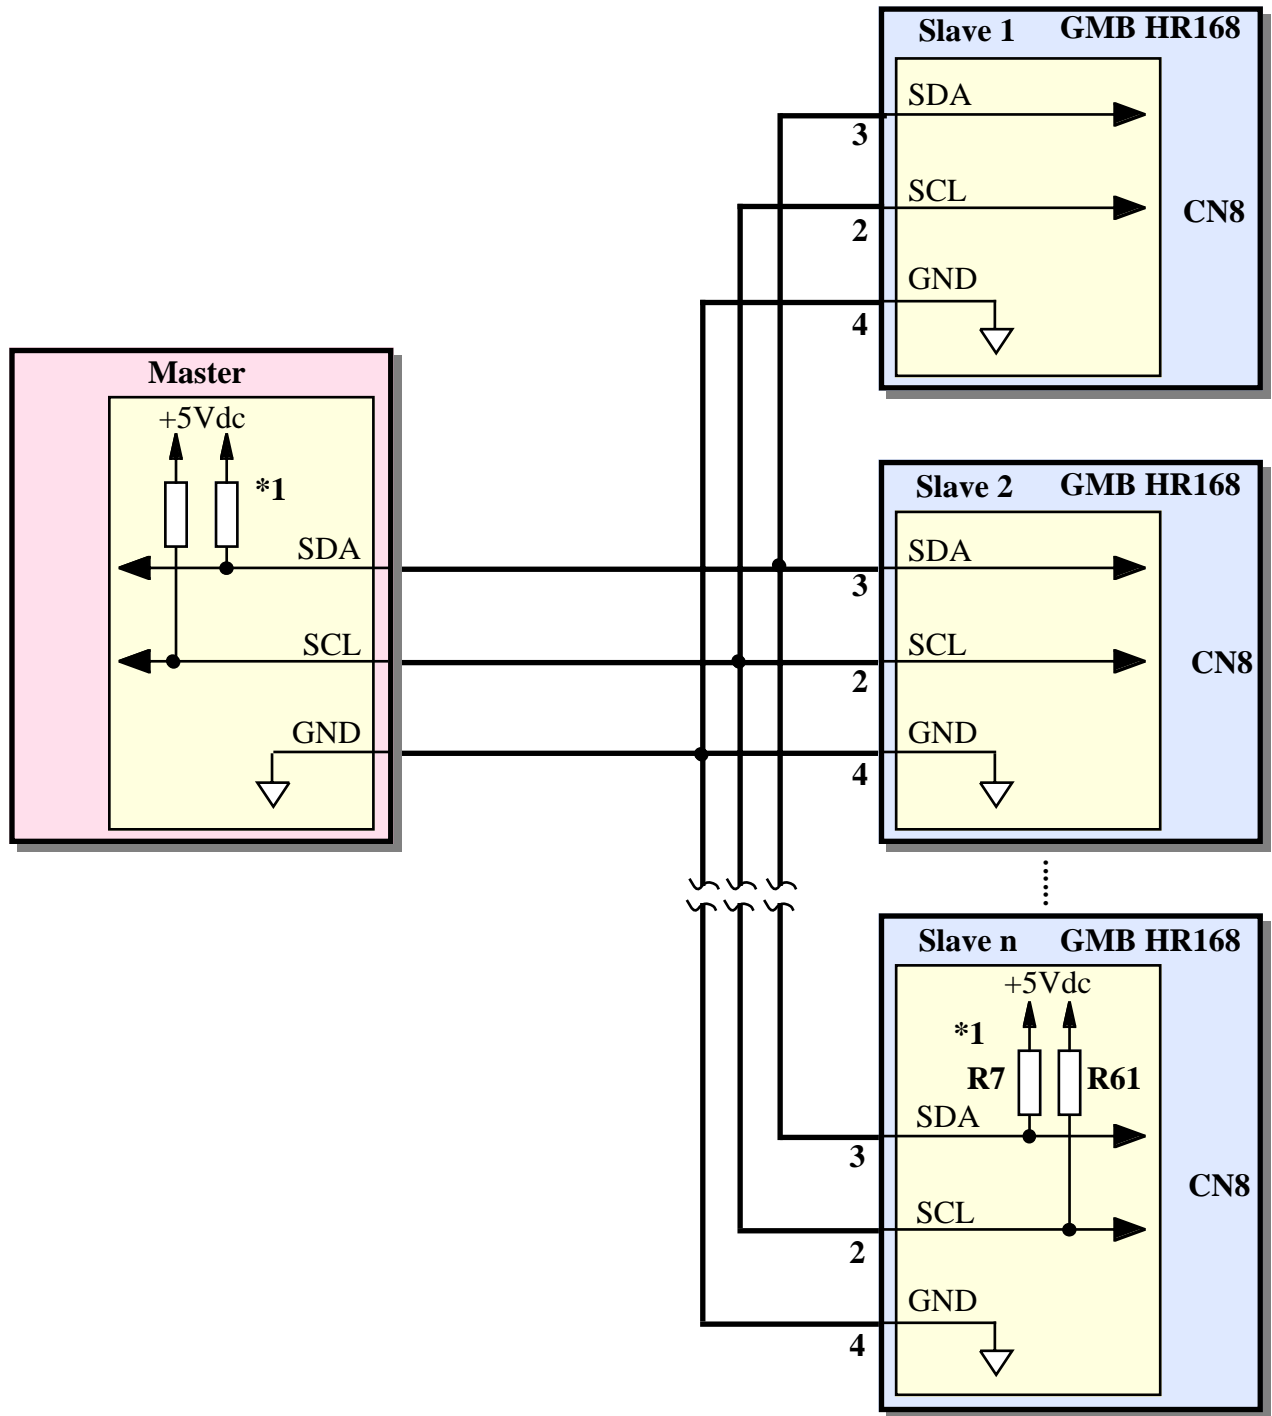 Slave 1 GMB HR168
SDA
3
SCL
2
CN8
GND
4
Master
+5Vdc
*1
SDA
SCL
GND
Slave 2 GMB HR168
SDA
3
SCL
2
CN8
GND
4
Slave n GMB HR168
+5Vdc
*1
R7 R61
SDA
3
CN8
SCL
2
GND
4